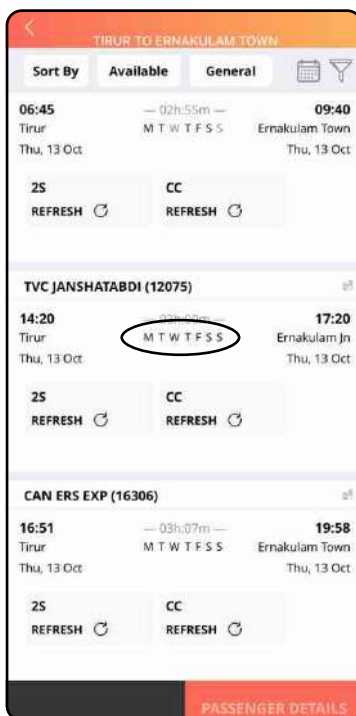 TIRUR TO ERNAKULAM TOWN
Sort By Available General
06:45 — 02h:55m — 09:40
Tirur M T W T F S S Ernakulam Town
Thu, 13 Oct Thu, 13 Oct
2S CC
REFRESH REFRESH
TVC JANSHATABDI (12075)
14:20 — 03h:00m — 17:20
Tirur M T W T F S S Ernakulam Jn
Thu, 13 Oct Thu, 13 Oct
2S CC
REFRESH REFRESH
CAN ERS EXP (16306)
16:51 — 03h:07m — 19:58
Tirur M T W T F S S Ernakulam Town
Thu, 13 Oct Thu, 13 Oct
2S CC
REFRESH REFRESH
PASSENGER DETAILS